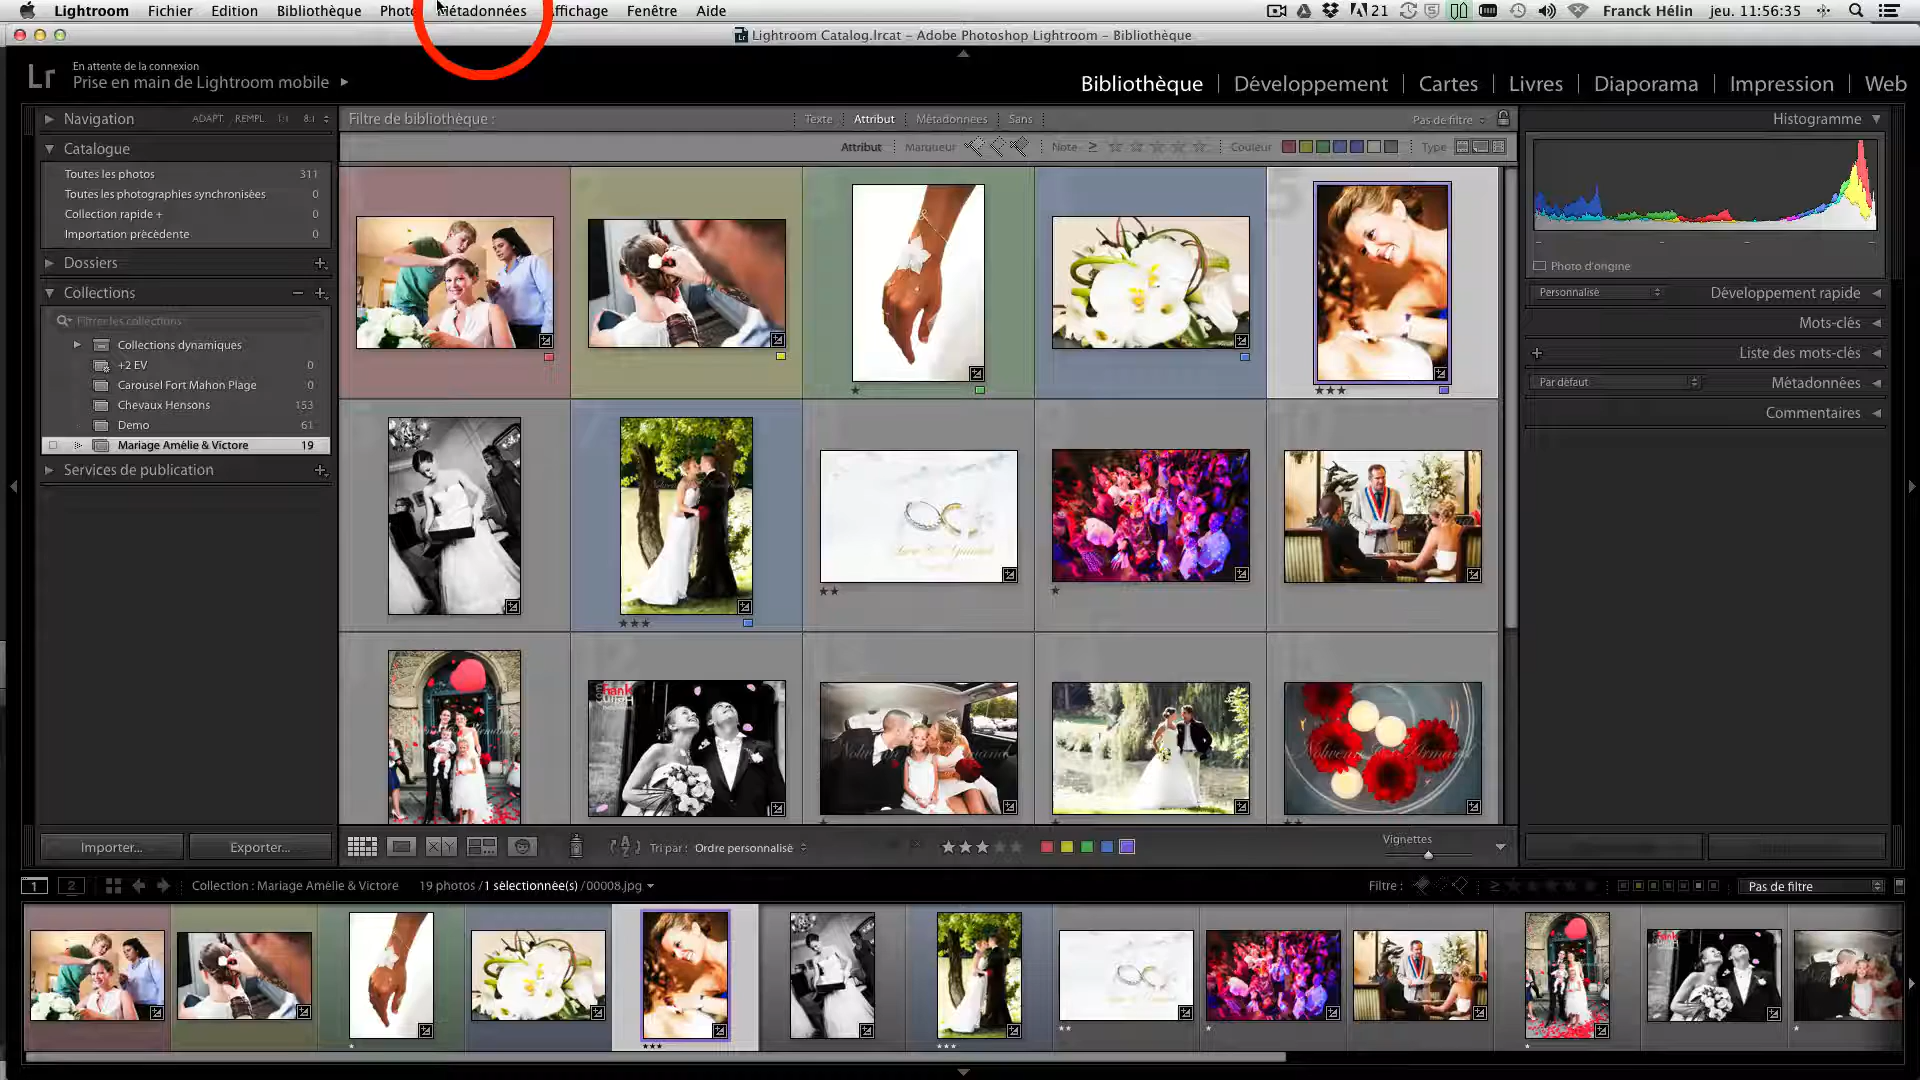 Lightroom Fichier Edition Bibliothèque Photo Métadonnées Affichage Fenêtre Aide 21 Franck Hélin jeu. 11:56:35
Lightroom Catalog.lrcat – Adobe Photoshop Lightroom – Bibliothèque
Lr En attente de la connexion
Prise en main de Lightroom mobile
Bibliothèque | Développement | Cartes | Livres | Diaporama | Impression | Web
Navigation ADAPT. REMPL. 1:1 8:1
Filtre de bibliothèque : Texte Attribut Métadonnées Sans Pas de filtre
Histogramme
Attribut Marqueur Note ≥ Couleur Type
Catalogue
Toutes les photos 311
Toutes les photographies synchronisées 0
Collection rapide + 0
Importation précédente 0
Dossiers
Collections
Filtrer les collections
Collections dynamiques
+2 EV 0
Carousel Fort Mahon Plage 0
Chevaux Hensons 153
Demo 61
Mariage Amélie & Victore 19
Services de publication
Photo d'origine
Personnalisé Développement rapide
Mots-clés
Liste des mots-clés
Par défaut Métadonnées
Commentaires
Importer... Exporter...
Tri par : Ordre personnalisé
Vignettes
1 2 Collection : Mariage Amélie & Victore 19 photos /1 sélectionnée(s) /00008.jpg Filtre : Pas de filtre